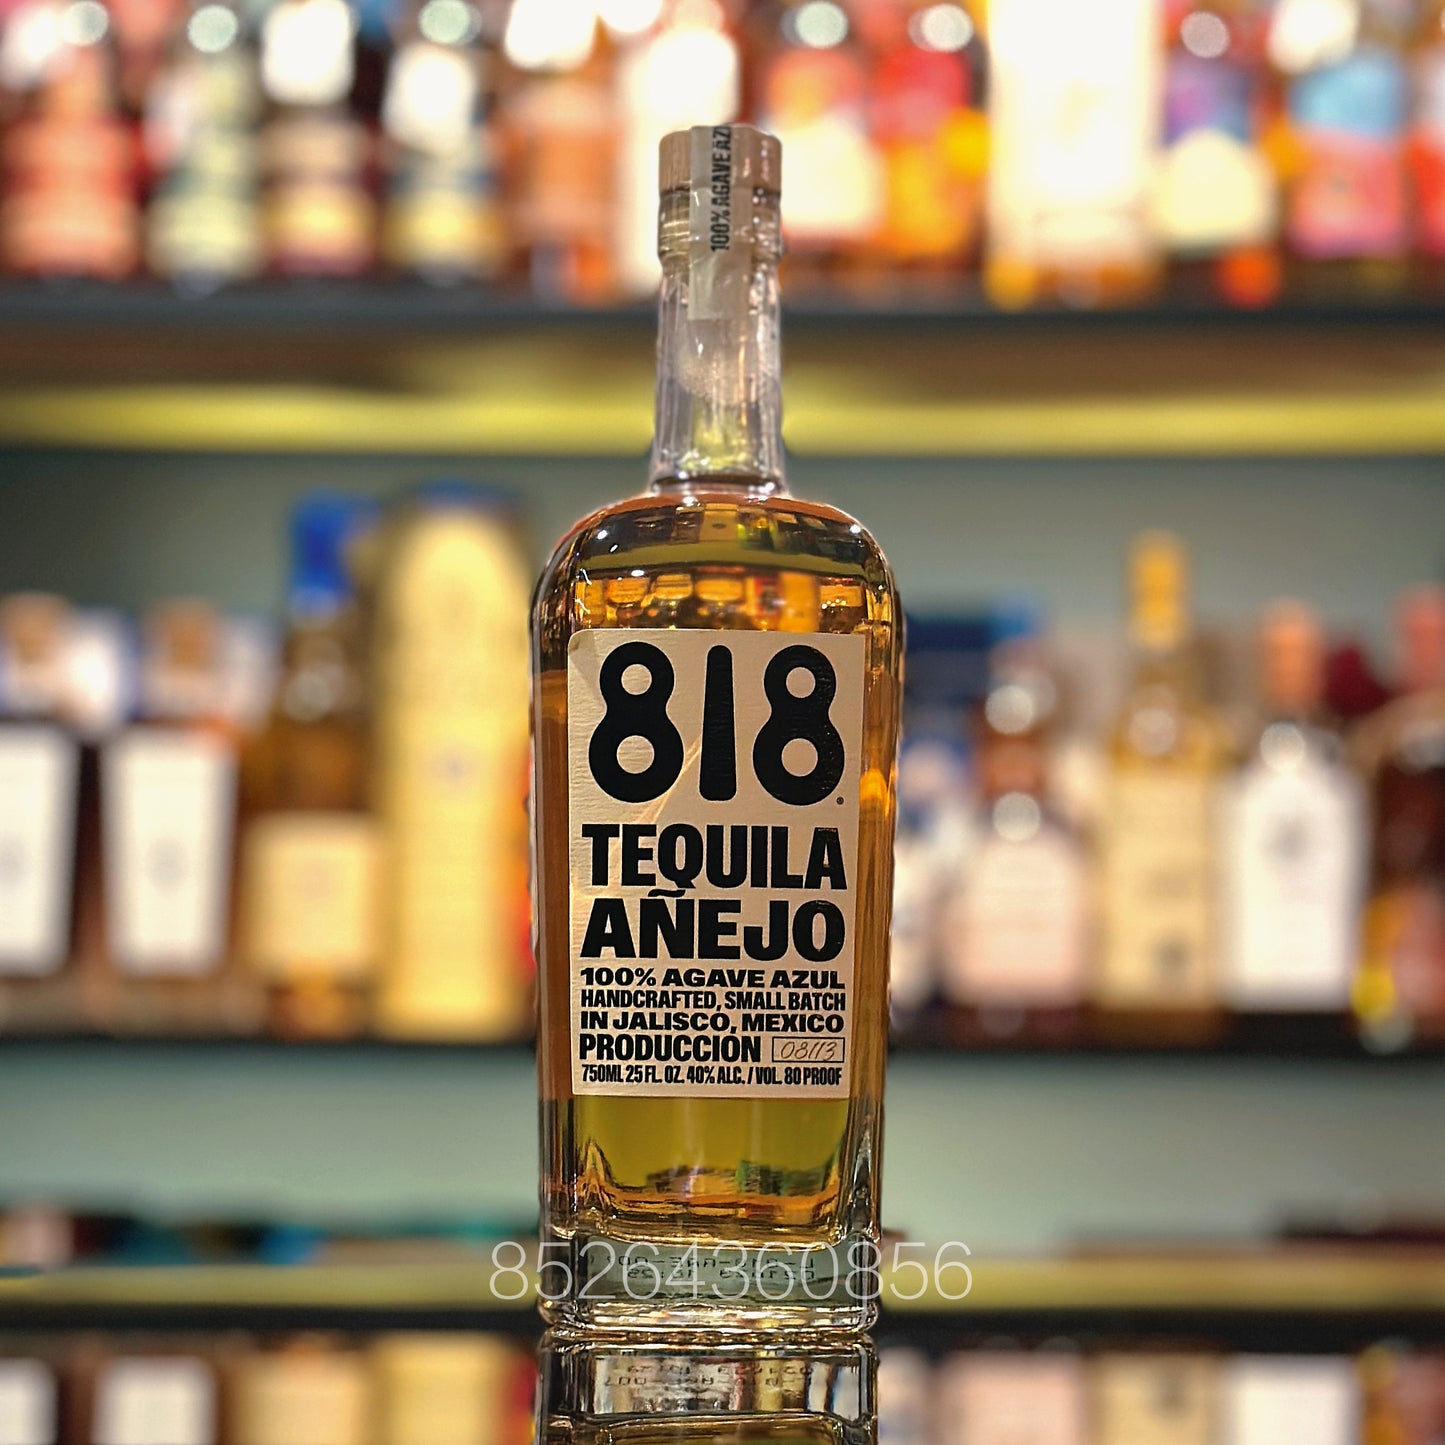 100% AGAVE AZ
818®
TEQUILA
AÑEJO
100% AGAVE AZUL
HANDCRAFTED, SMALL BATCH
IN JALISCO, MEXICO
PRODUCCIÓN 08113
750ML 25 FL. OZ. 40% ALC. / VOL. 80 PROOF
85264360856